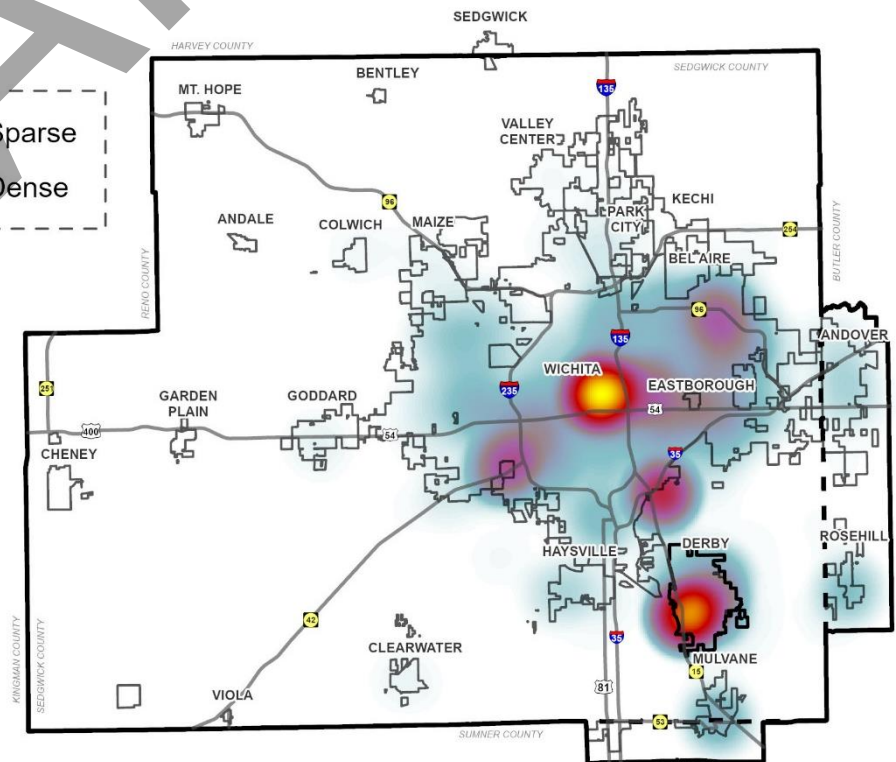 SEDGWICK
HARVEY COUNTY
SEDGWICK COUNTY
BENTLEY
MT. HOPE
135
VALLEY
CENTER
Dense
96
KECHI
PARK
CITY
ANDALE
COLWICH
MAIZE
254
BEL AIRE
BUTLER COUNTY
RENO COUNTY
96
ANDOVER
135
WICHITA
EASTBOROUGH
251
235
GARDEN
PLAIN
GODDARD
54
400
54
CHENEY
35
HAYSVILLE
DERBY
ROSEHILL
42
35
CLEARWATER
MULVANE
15
KINGMAN COUNTY
SEDGWICK COUNTY
81
VIOLA
53
SUMNER COUNTY